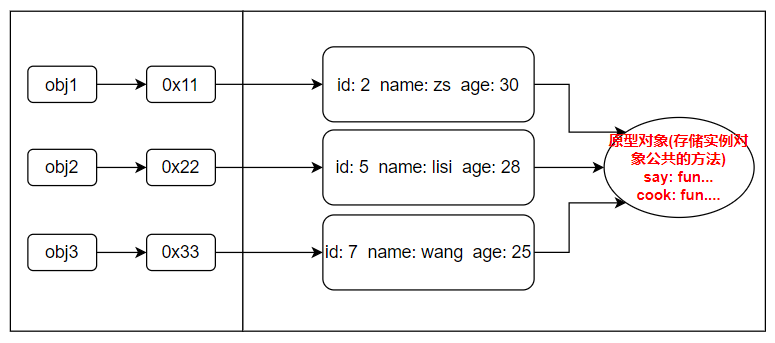 obj1 0x11 id: 2 name: zs age: 30
原型对象(存储实例对
象公共的方法)
say: fun...
cook: fun....
obj2 0x22 id: 5 name: lisi age: 28
obj3 0x33 id: 7 name: wang age: 25